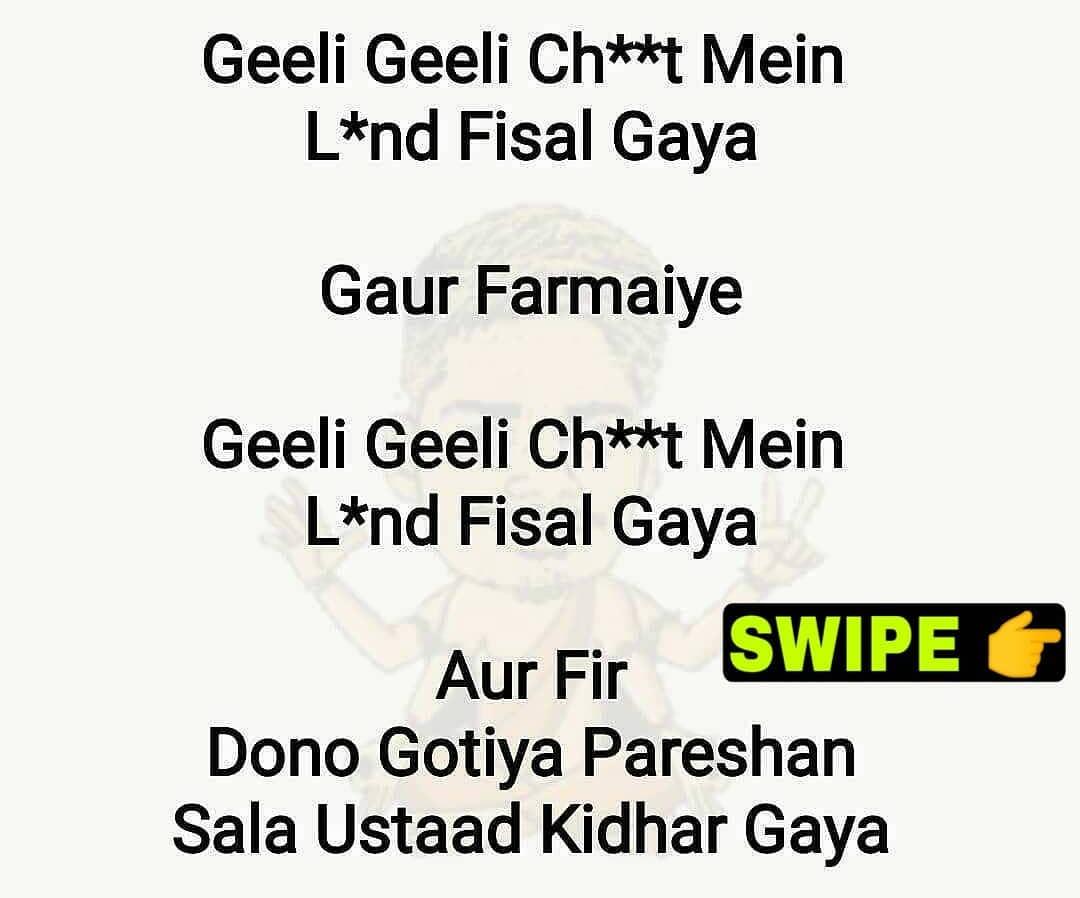 Geeli Geeli Ch**t Mein
L*nd Fisal Gaya
Gaur Farmaiye
Geeli Geeli Ch**t Mein
L*nd Fisal Gaya
SWIPE 👉
Aur Fir
Dono Gotiya Pareshan
Sala Ustaad Kidhar Gaya